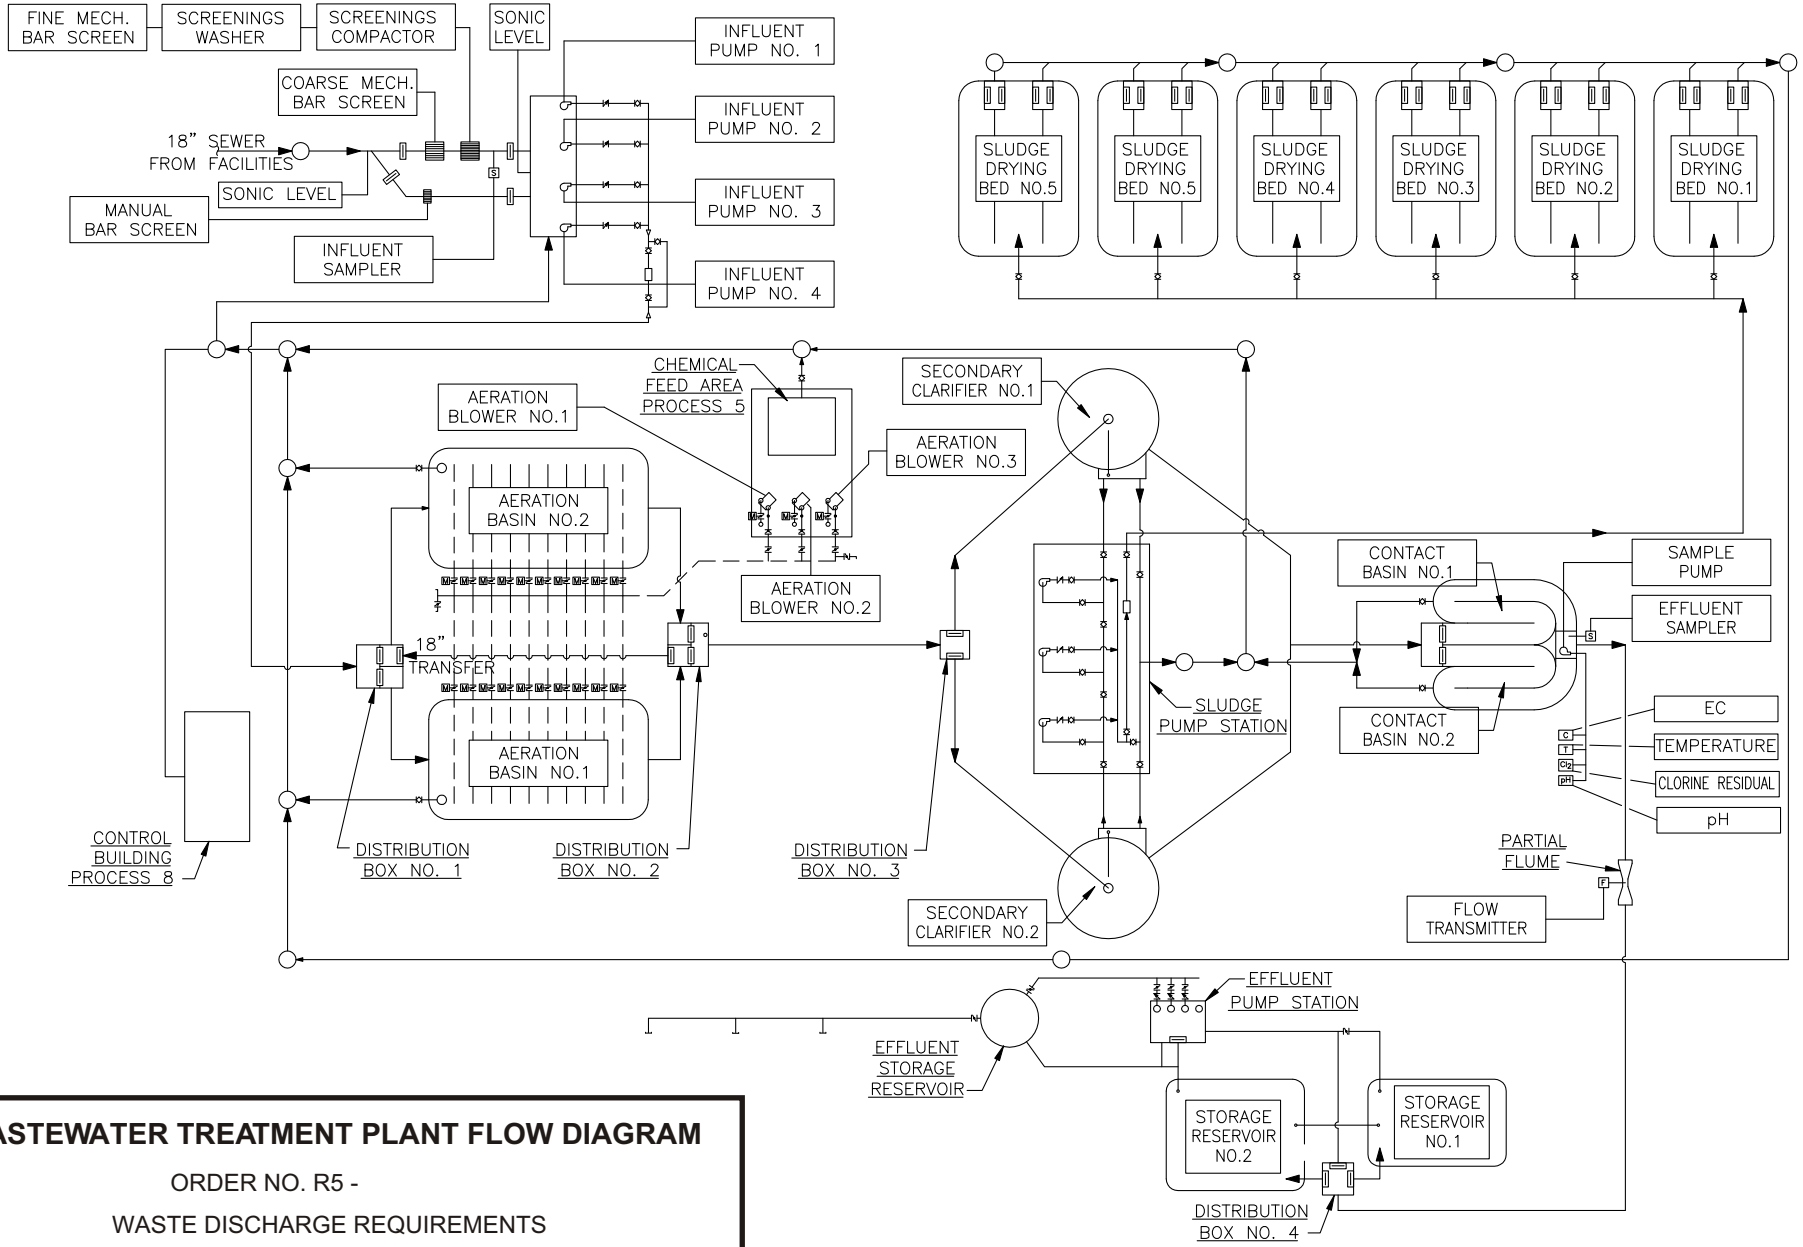 FINE MECH.
BAR SCREEN
SCREENINGS
WASHER
SCREENINGS
COMPACTOR
SONIC
LEVEL
INFLUENT
PUMP NO. 1
COARSE MECH.
BAR SCREEN
INFLUENT
PUMP NO. 2
18" SEWER
FROM FACILITIES
SONIC LEVEL
S
MANUAL
BAR SCREEN
INFLUENT
SAMPLER
INFLUENT
PUMP NO. 3
INFLUENT
PUMP NO. 4
SLUDGE
DRYING
BED NO.5
SLUDGE
DRYING
BED NO.5
SLUDGE
DRYING
BED NO.4
SLUDGE
DRYING
BED NO.3
SLUDGE
DRYING
BED NO.2
SLUDGE
DRYING
BED NO.1
CHEMICAL
FEED AREA
PROCESS 5
AERATION
BLOWER NO.1
AERATION
BLOWER NO.3
M M M
AERATION
BLOWER NO.2
SECONDARY
CLARIFIER NO.1
AERATION
BASIN NO.2
M M M M M M M M M M
18"
TRANSFER
M M M M M M M M M M
AERATION
BASIN NO.1
CONTACT
BASIN NO.1
SAMPLE
PUMP
EFFLUENT
SAMPLER
S
SLUDGE
PUMP STATION
CONTACT
BASIN NO.2
C
T
Cl2
pH
EC
TEMPERATURE
CLORINE RESIDUAL
pH
CONTROL
BUILDING
PROCESS 8
DISTRIBUTION
BOX NO. 1
DISTRIBUTION
BOX NO. 2
DISTRIBUTION
BOX NO. 3
SECONDARY
CLARIFIER NO.2
PARTIAL
FLUME
F
FLOW
TRANSMITTER
EFFLUENT
PUMP STATION
EFFLUENT
STORAGE
RESERVOIR
STORAGE
RESERVOIR
NO.2
STORAGE
RESERVOIR
NO.1
DISTRIBUTION
BOX NO. 4
ASTEWATER TREATMENT PLANT FLOW DIAGRAM
ORDER NO. R5 -
WASTE DISCHARGE REQUIREMENTS